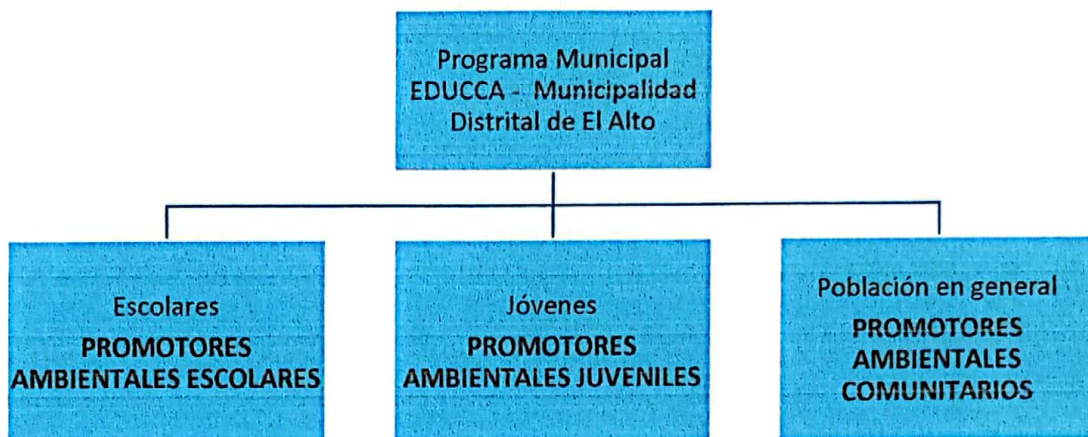 Programa Municipal
EDUCCA - Municipalidad
Distrital de El Alto
Escolares
PROMOTORES
AMBIENTALES ESCOLARES
Jóvenes
PROMOTORES
AMBIENTALES JUVENILES
Población en general
PROMOTORES
AMBIENTALES
COMUNITARIOS